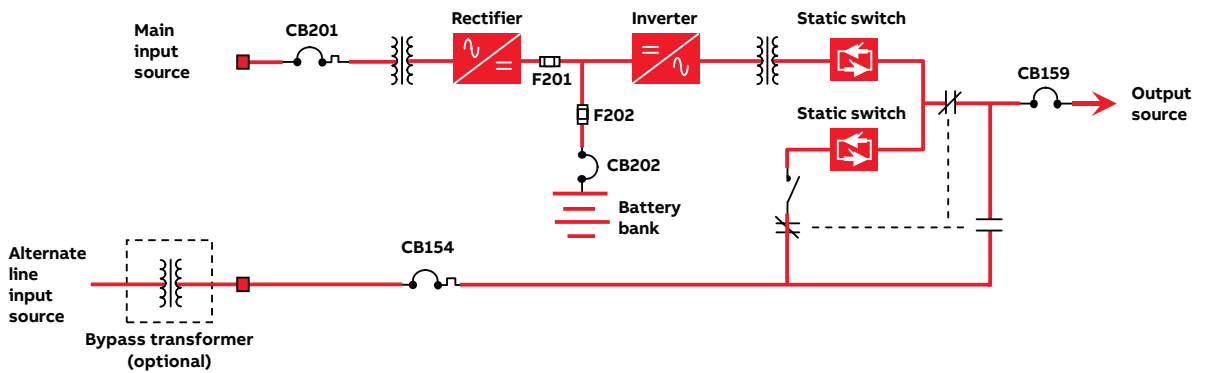 Main
input
source
CB201
Rectifier
F201
F202
CB202
Battery
bank
Inverter
Static switch
Static switch
CB159
Output
source
Alternate
line
input
source
Bypass transformer
(optional)
CB154